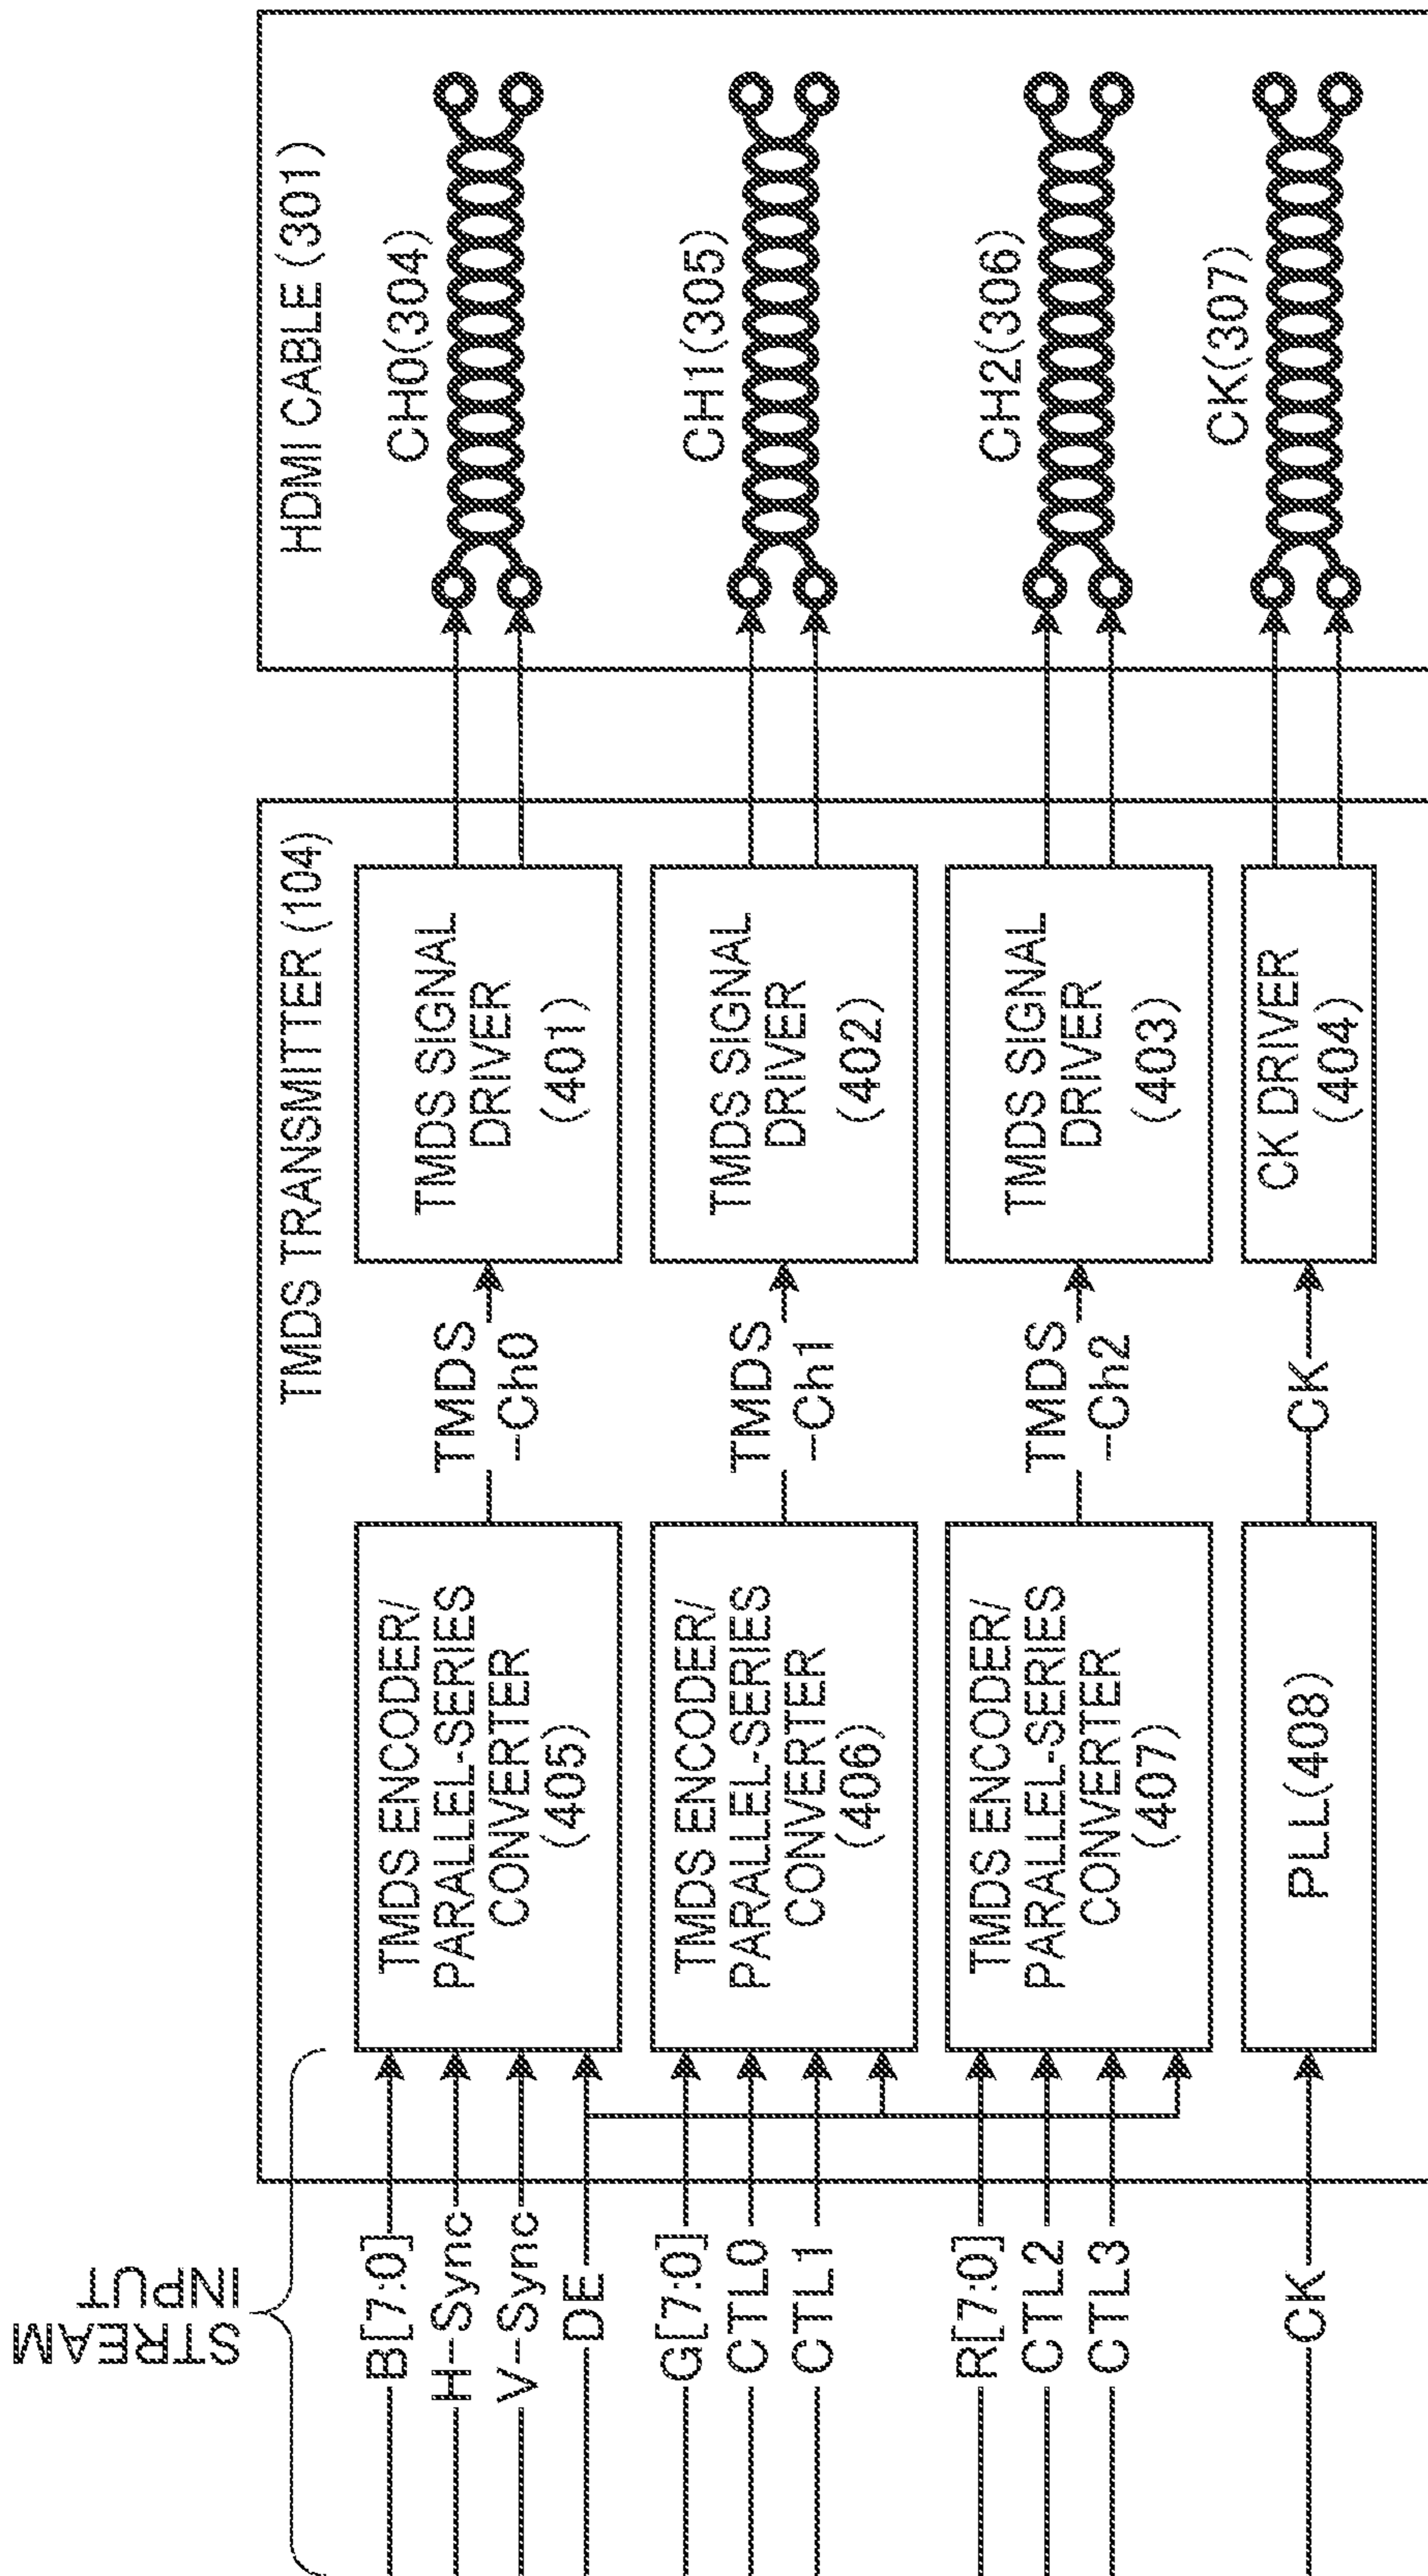 STREAM
INPUT
B[7:0]
H-Sync
V-Sync
DE
G[7:0]
CTL0
CTL1
R[7:0]
CTL2
CTL3
CK
TMDS TRANSMITTER (104)
TMDS ENCODER/
PARALLEL-SERIES
CONVERTER
(405)
TMDS ENCODER/
PARALLEL-SERIES
CONVERTER
(406)
TMDS ENCODER/
PARALLEL-SERIES
CONVERTER
(407)
PLL(408)
TMDS
-Ch0
TMDS
-Ch1
TMDS
-Ch2
CK
TMDS SIGNAL
DRIVER
(401)
TMDS SIGNAL
DRIVER
(402)
TMDS SIGNAL
DRIVER
(403)
CK DRIVER
(404)
HDMI CABLE (301)
CH0(304)
CH1(305)
CH2(306)
CK(307)